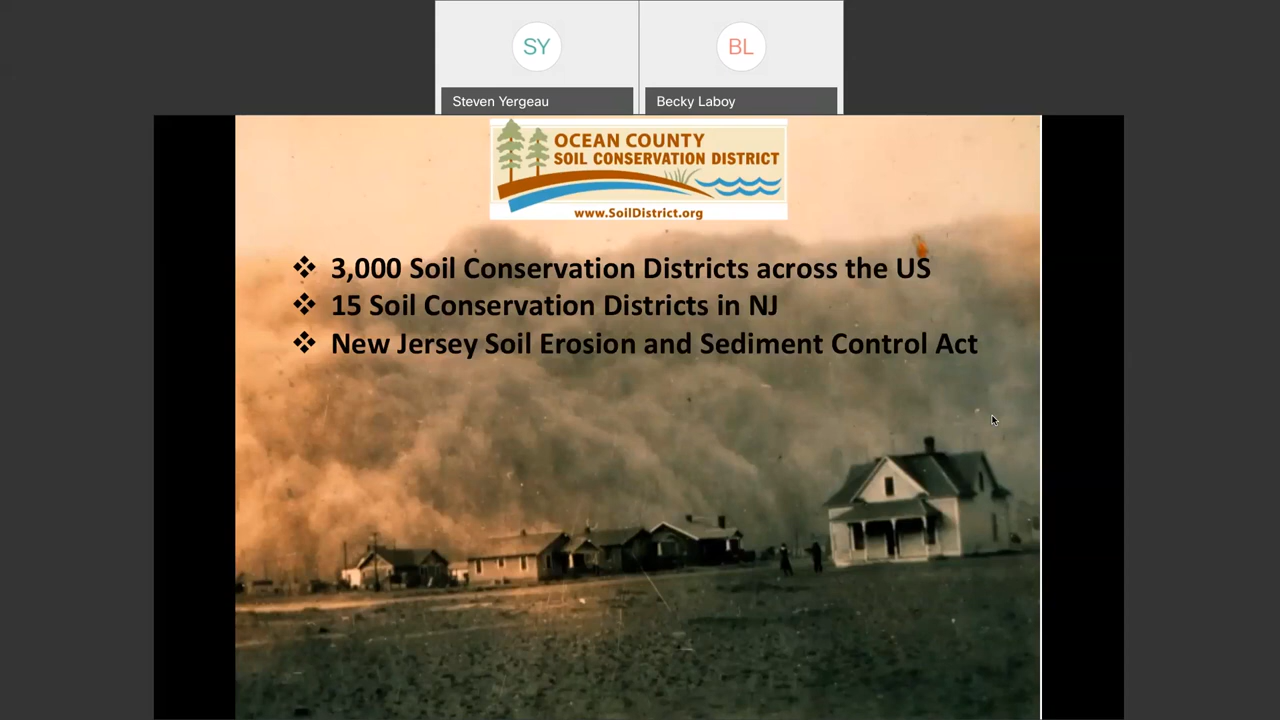 SY
BL
Steven Yergeau
Becky Laboy
OCEAN COUNTY
SOIL CONSERVATION DISTRICT
www.SoilDistrict.org
❖ 3,000 Soil Conservation Districts across the US
❖ 15 Soil Conservation Districts in NJ
❖ New Jersey Soil Erosion and Sediment Control Act